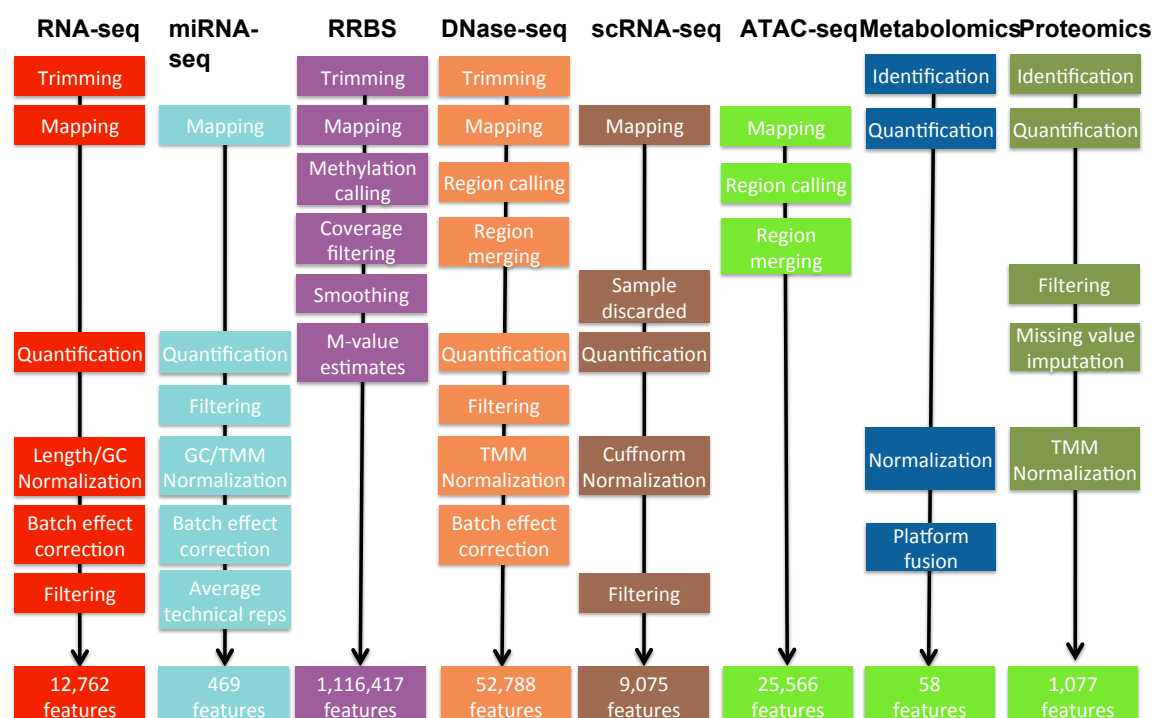 RNA-seq
miRNA-
seq
RRBS
DNase-seq
scRNA-seq
ATAC-seq
Metabolomics
Proteomics
Trimming
Mapping
Quantification
Length/GC
Normalization
Batch effect
correction
Filtering
12,762
features
Mapping
Quantification
Filtering
GC/TMM
Normalization
Batch effect
correction
Average
technical reps
469
features
Trimming
Mapping
Methylation
calling
Coverage
filtering
Smoothing
M-value
estimates
1,116,417
features
Trimming
Mapping
Region calling
Region
merging
Quantification
Filtering
TMM
Normalization
Batch effect
correction
52,788
features
Mapping
Sample
discarded
Quantification
Cuffnorm
Normalization
Filtering
9,075
features
Mapping
Region calling
Region
merging
25,566
features
Identification
Quantification
Normalization
Platform
fusion
58
features
Identification
Quantification
Filtering
Missing value
imputation
TMM
Normalization
1,077
features